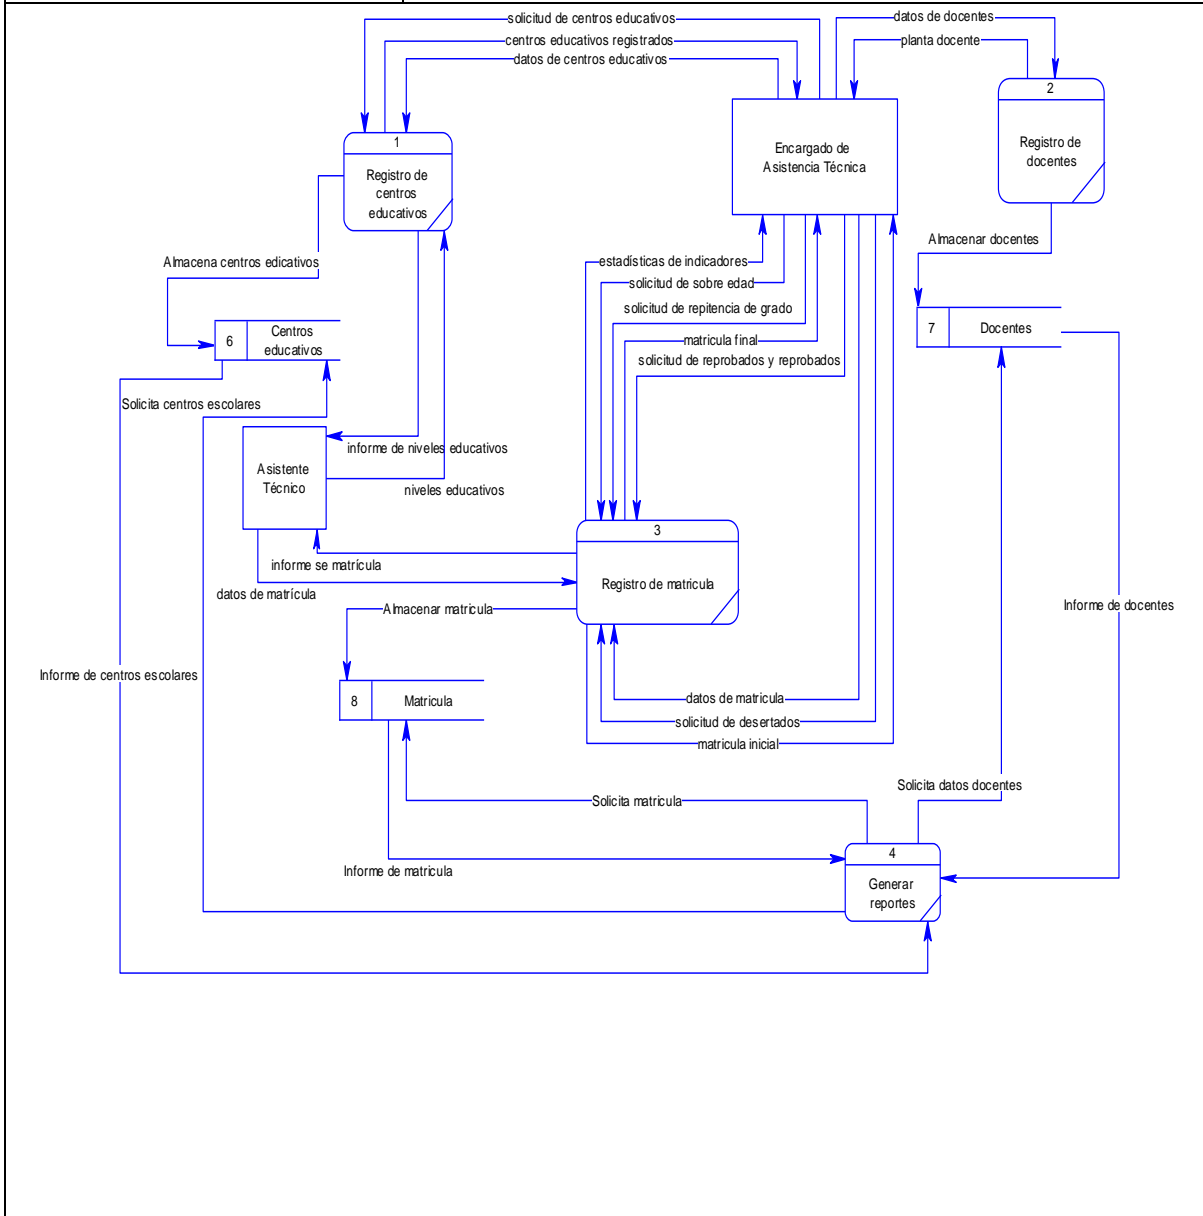 solicitud de centros educativos
datos de docentes
centros educativos registrados
planta docente
datos de centros educativos
2
Registro de
docentes
1
Registro de
centros
educativos
Encargado de
Asistencia Técnica
Almacena centros edicativos
estadísticas de indicadores
Almacenar docentes
solicitud de sobre edad
solicitud de repitencia de grado
6
Centros
educativos
matricula final
7
Docentes
solicitud de reprobados y reprobados
Solicita centros escolares
informe de niveles educativos
Asistente
Técnico
niveles educativos
3
Registro de matricula
informe se matrícula
datos de matrícula
Almacenar matricula
Informe de docentes
Informe de centros escolares
8
Matricula
datos de matricula
solicitud de desertados
matricula inicial
Solicita datos docentes
Solicita matricula
4
Generar
reportes
Informe de matricula